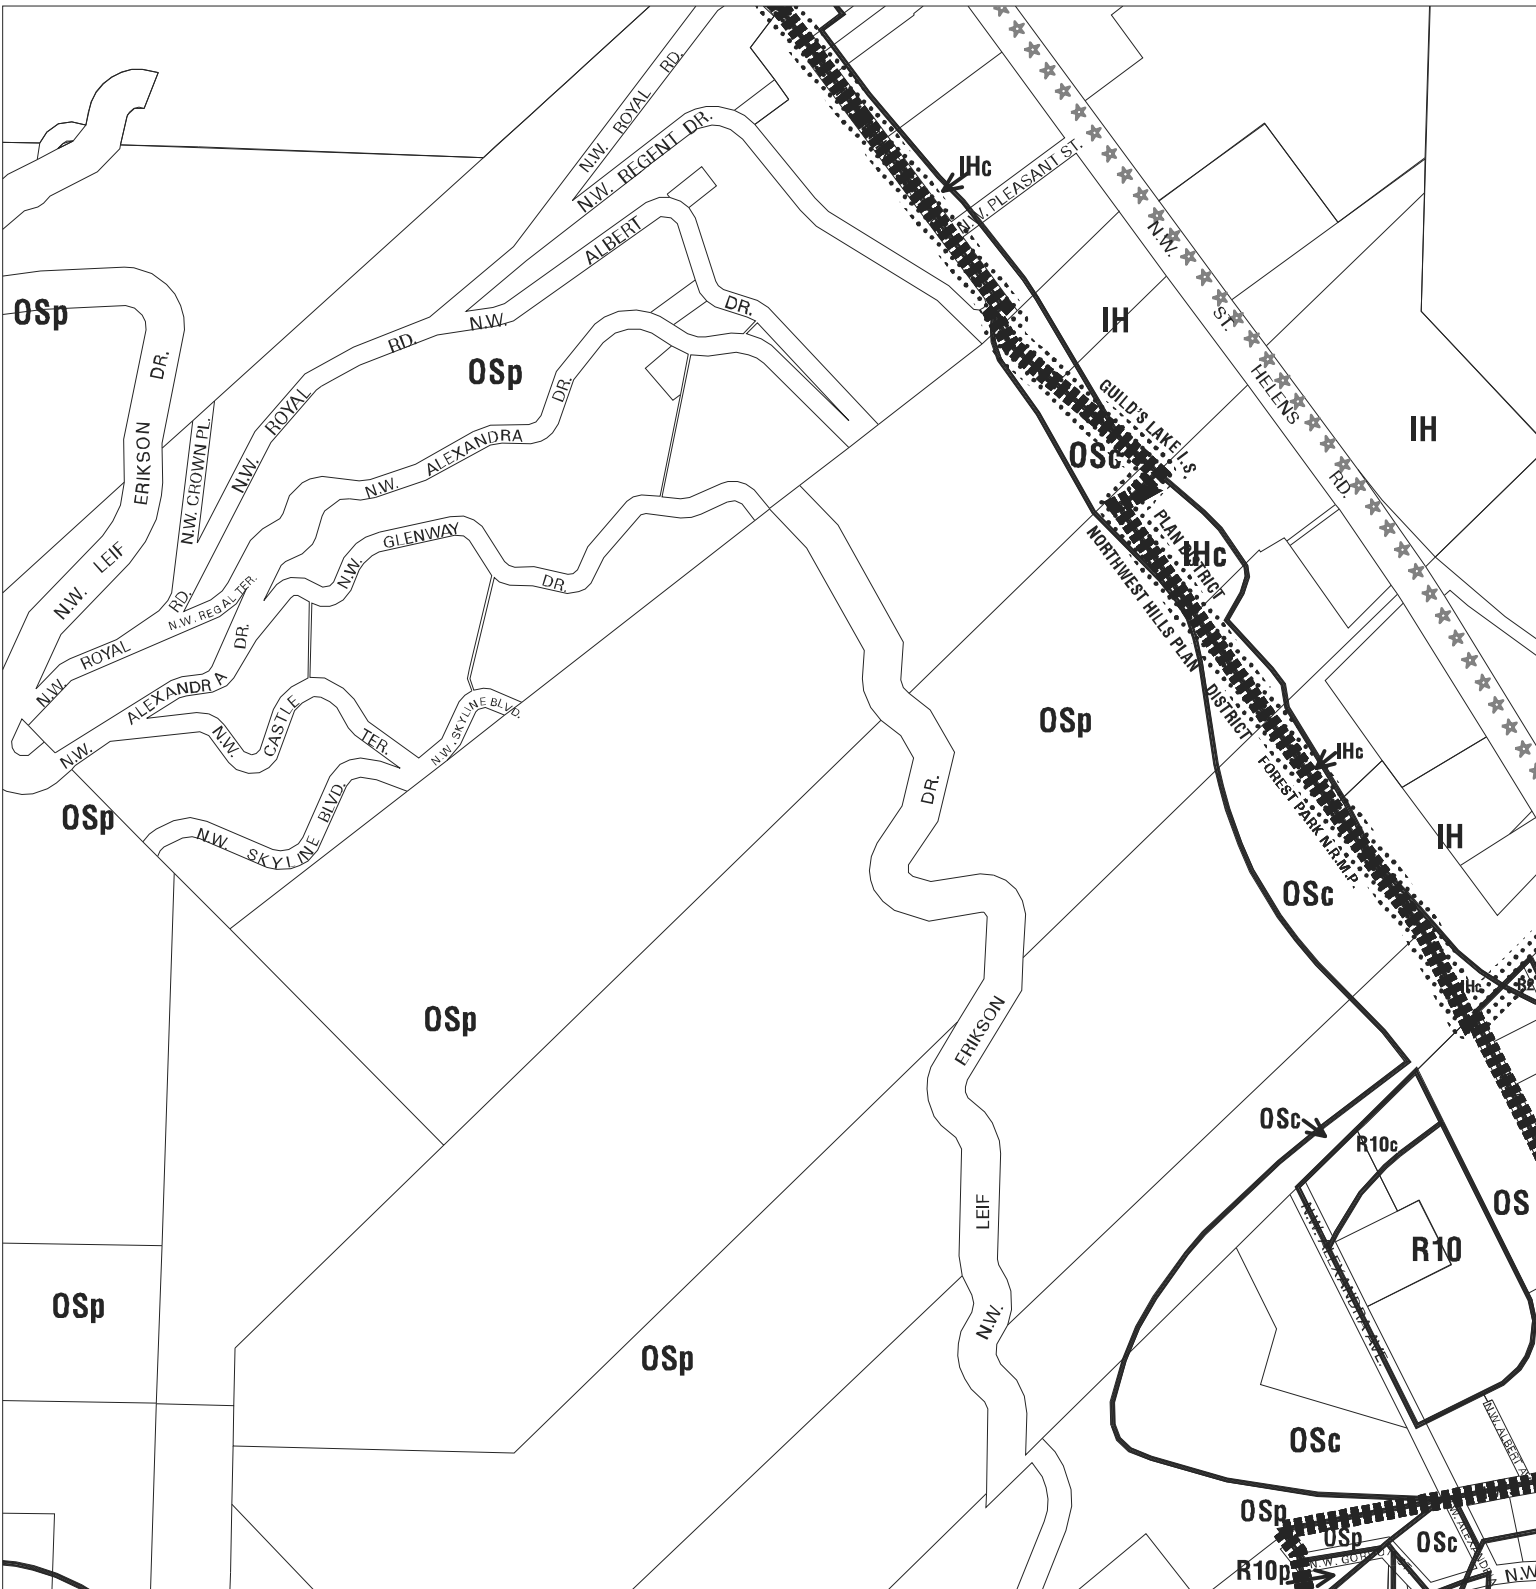 N.W. ROYAL RD.
N.W. REGENT DR.
IHc
N.W. PLEASANT ST.
ALBERT
N.W.
DR.
N.W. ST. HELENS RD.
OSp
RD.
OSp
IH
DR.
ERIKSON
N.W. LEIF
ROYAL
N.W.
N.W. CROWN PL.
DR.
ALEXANDRA
N.W.
GUILD'S LAKE I.S.
PLAN DISTRICT
IH
OSc
IHc
GLENWAY
N.W.
DR.
NORTHWEST HILLS PLAN
DISTRICT
RD.
N.W. REGAL TER.
ROYAL
N.W.
DR.
ALEXANDRA
N.W.
N.W. CASTLE TER.
N.W. SKYLINE BLVD.
OSp
IHc
FOREST PARK N.R.M.P.
DR.
OSp
N.W. SKYLINE BLVD.
IH
OSc
IHc
OSp
ERIKSON
OSc
R10c
OS
LEIF
R10
N.W. ALEXANDRA AVE.
OSp
N.W.
OSp
OSc
N.W. ALBERT
OSp
OSp
OSc
R10p
N.W.